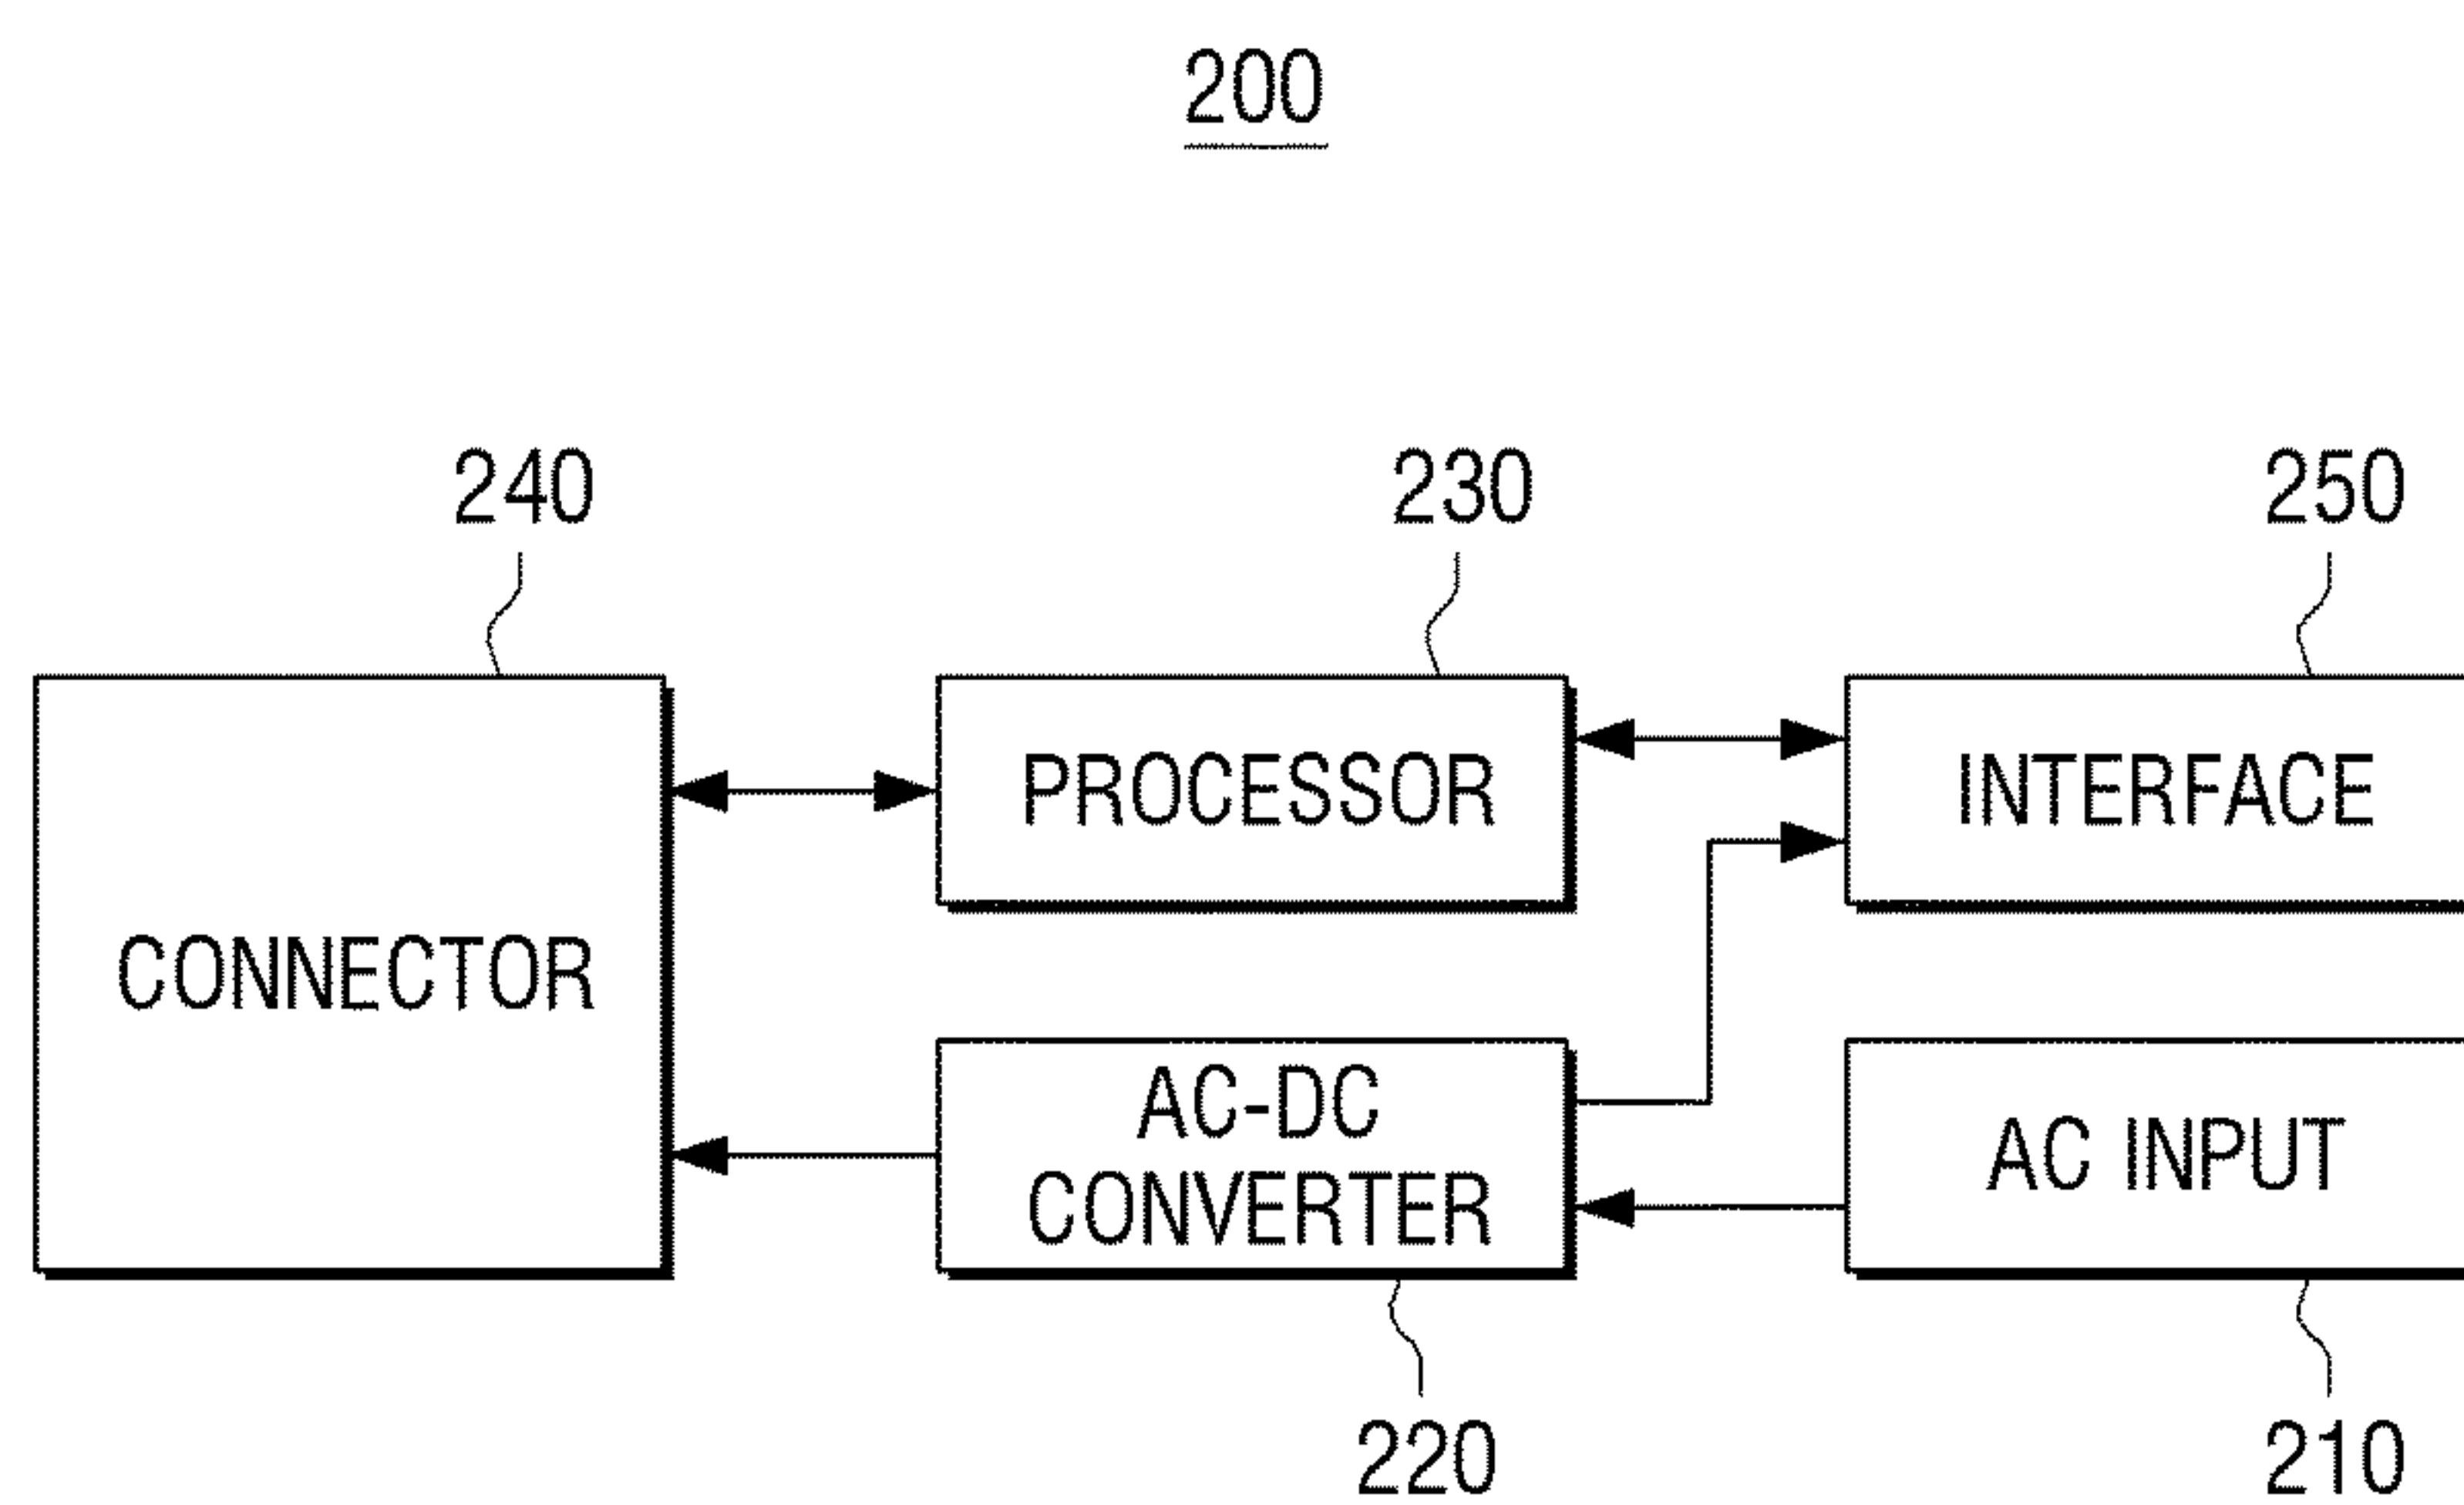 200
240
230
250
CONNECTOR
PROCESSOR
INTERFACE
AC-DC
CONVERTER
AC INPUT
220
210